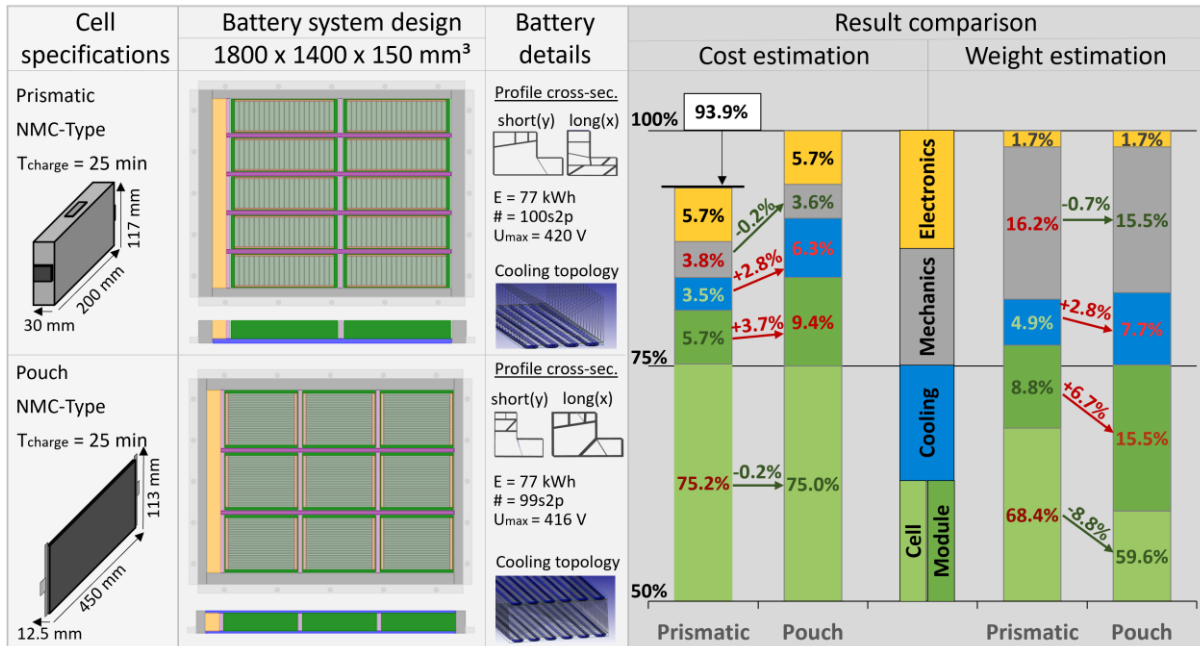 Cell specifications
Battery system design
1800 x 1400 x 150 mm³
Battery details
Result comparison
Cost estimation
Weight estimation
Prismatic
NMC-Type
Tcharge = 25 min
117 mm
200 mm
30 mm
Profile cross-sec.
short(y) long(x)
E = 77 kWh
# = 100s2p
Umax = 420 V
Cooling topology
Pouch
NMC-Type
Tcharge = 25 min
113 mm
450 mm
12.5 mm
Profile cross-sec.
short(y) long(x)
E = 77 kWh
# = 99s2p
Umax = 416 V
Cooling topology
100%
75%
50%
93.9%
5.7%
3.8%
3.5%
5.7%
75.2%
-0.2%
+2.8%
+3.7%
-0.2%
5.7%
3.6%
6.3%
9.4%
75.0%
Electronics
Mechanics
Cooling
Cell
Module
1.7%
16.2%
4.9%
8.8%
68.4%
-0.7%
+2.8%
+6.7%
-8.8%
1.7%
15.5%
7.7%
15.5%
59.6%
Prismatic Pouch
Prismatic Pouch